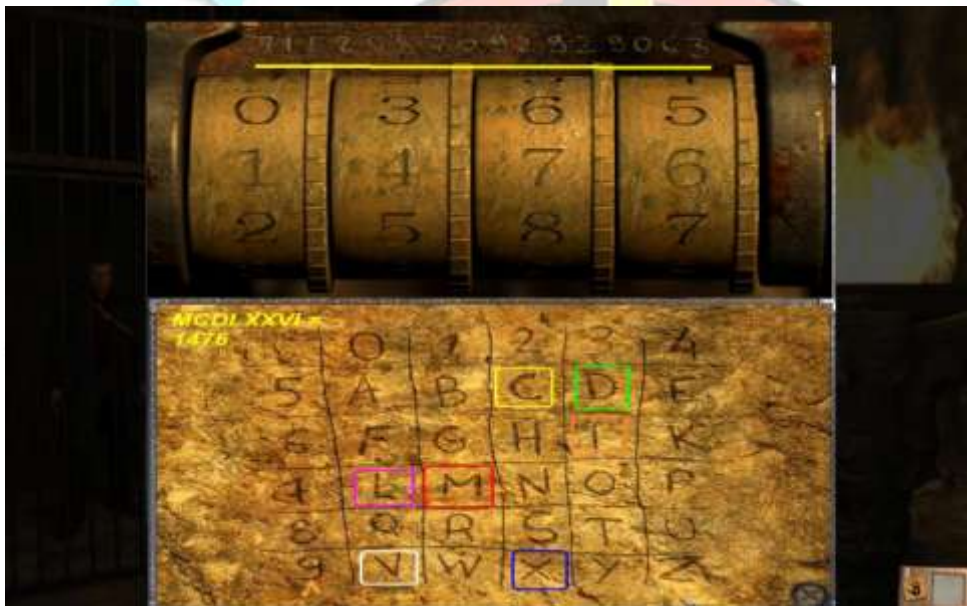 7152537092929063
0 3 6 5
1 4 7 6
2 5 8 7
MCDLXXVI =
1476
0 1 2 3 4
5 A B C D E
6 F G H I K
7 L M N O P
8 Q R S T U
9 V W X Y Z